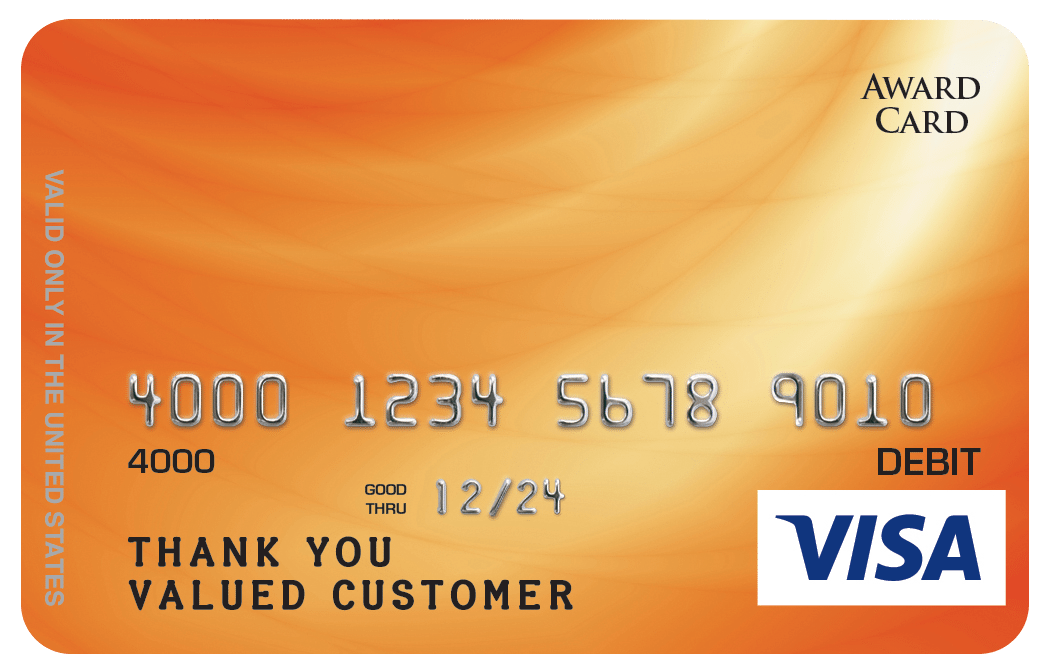 AWARD
CARD
VALID ONLY IN THE UNITED STATES
4000 1234 5678 9010
4000
DEBIT
GOOD
THRU
12/24
THANK YOU
VALUED CUSTOMER
VISA